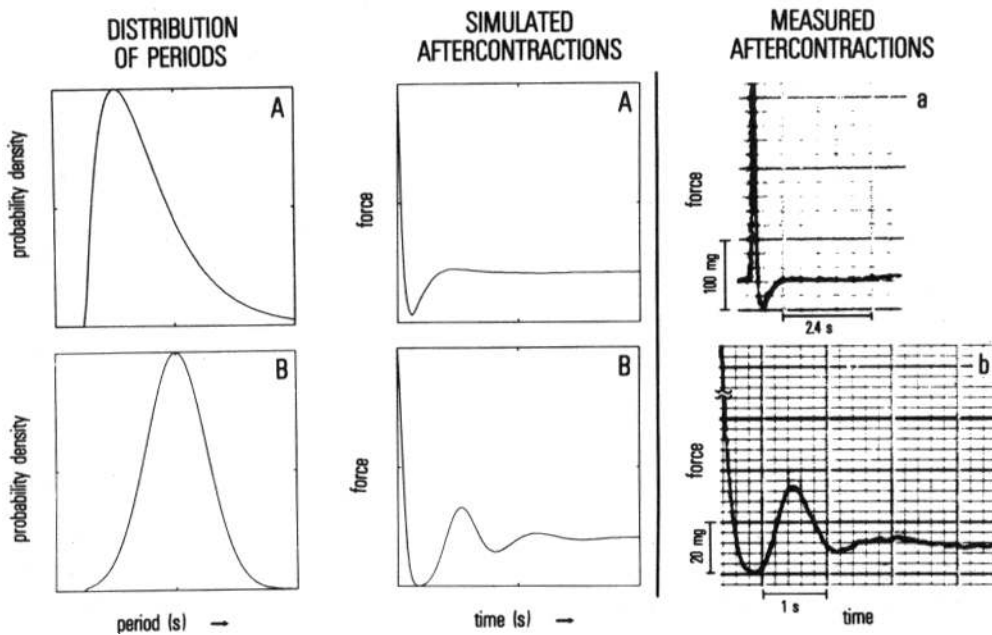 DISTRIBUTION
OF PERIODS
SIMULATED
AFTERCONTRACTIONS
MEASURED
AFTERCONTRACTIONS
probability density
A
force
A
force
100 mg
a
2.4 s
probability density
B
force
B
force
20 mg
b
1 s
period (s) →
time (s) →
time